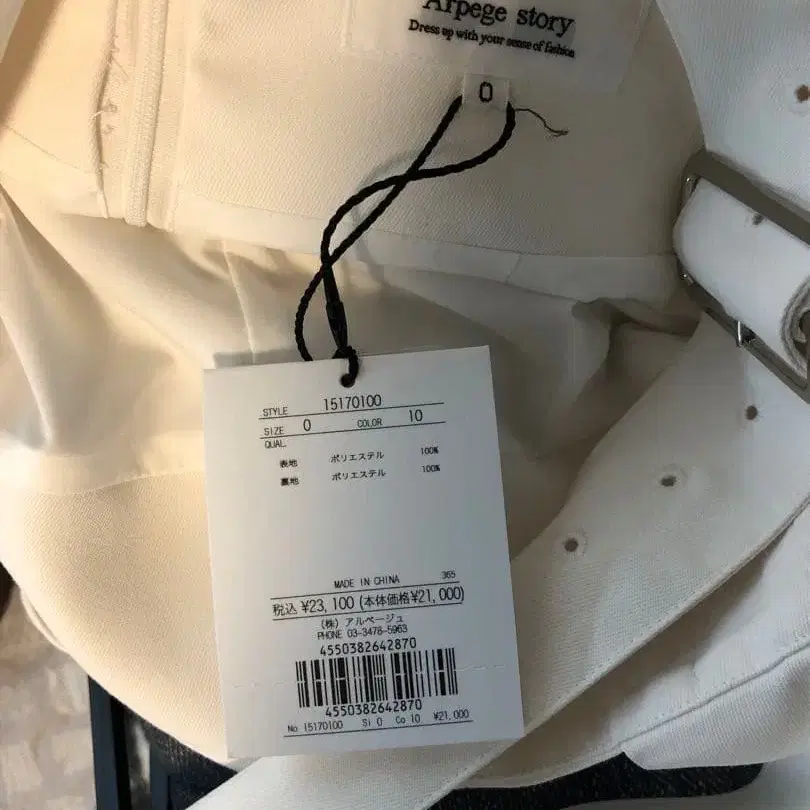 Arpege story
Dress up with your sense of fashion
0
STYLE 15170100
SIZE 0 COLOR 10
QUAL.
表地 ポリエステル 100%
裏地 ポリエステル 100%
MADE IN CHINA 365
税込 ¥23,100 (本体価格¥21,000)
(株) アルページュ
PHONE 03-3478-5963
4550382642870
4550382642870
No 15170100 Si 0 Co 10 ¥21,000